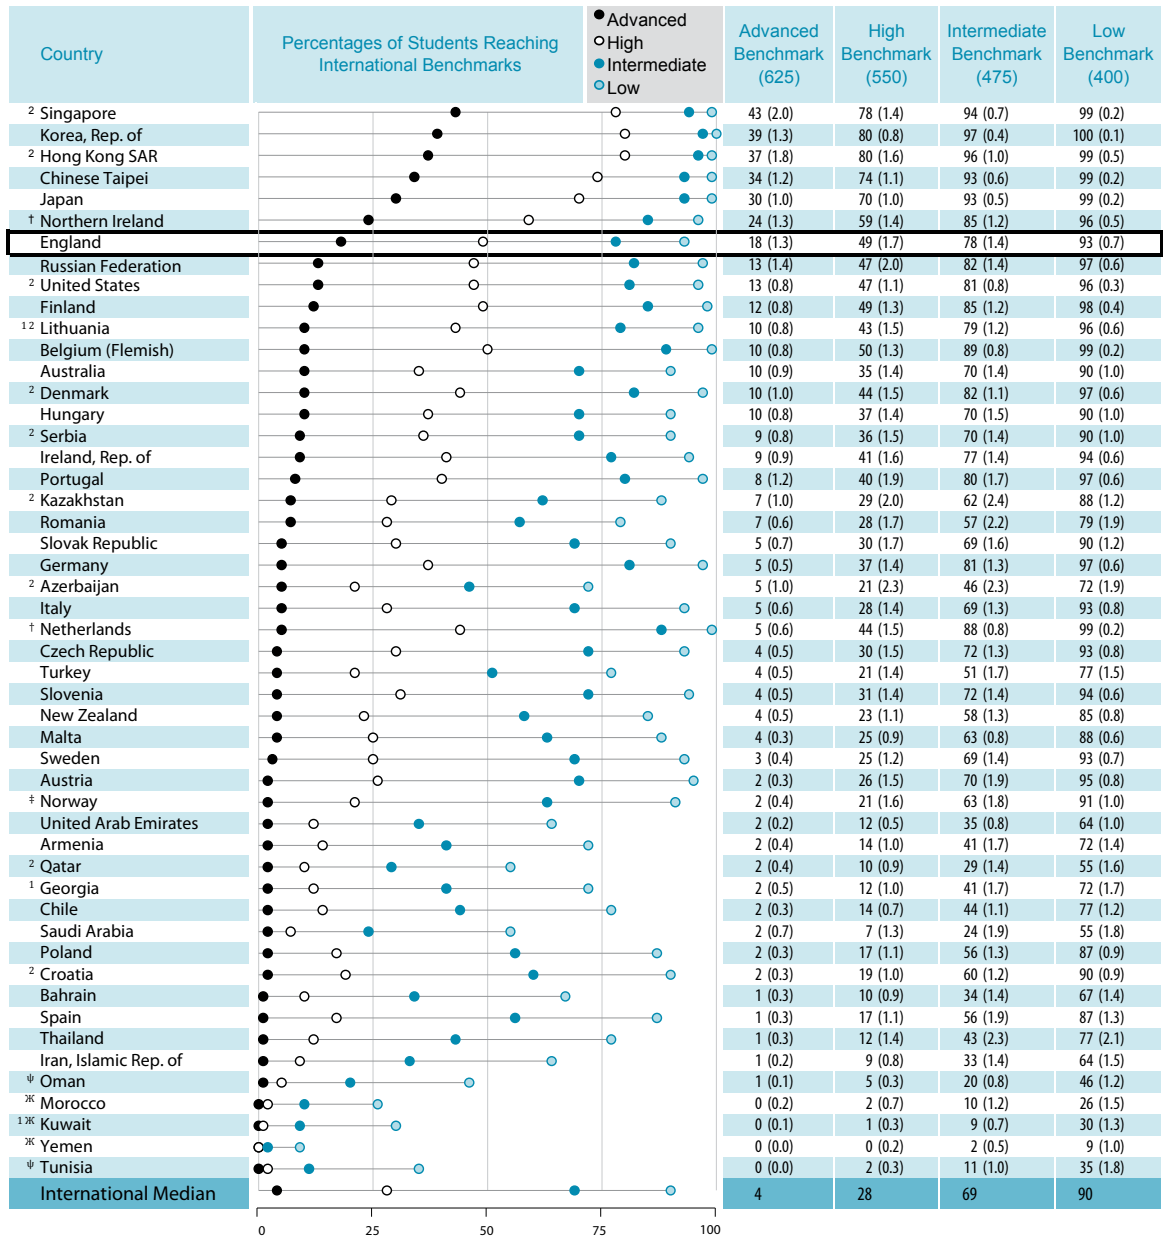 Country
Percentages of Students Reaching
International Benchmarks
Advanced
High
Intermediate
Low
Advanced
Benchmark
(625)
High
Benchmark
(550)
Intermediate
Benchmark
(475)
Low
Benchmark
(400)
2 Singapore 43 (2.0) 78 (1.4) 94 (0.7) 99 (0.2)
Korea, Rep. of 39 (1.3) 80 (0.8) 97 (0.4) 100 (0.1)
2 Hong Kong SAR 37 (1.8) 80 (1.6) 96 (1.0) 99 (0.5)
Chinese Taipei 34 (1.2) 74 (1.1) 93 (0.6) 99 (0.2)
Japan 30 (1.0) 70 (1.0) 93 (0.5) 99 (0.2)
† Northern Ireland 24 (1.3) 59 (1.4) 85 (1.2) 96 (0.5)
England 18 (1.3) 49 (1.7) 78 (1.4) 93 (0.7)
Russian Federation 13 (1.4) 47 (2.0) 82 (1.4) 97 (0.6)
2 United States 13 (0.8) 47 (1.1) 81 (0.8) 96 (0.3)
Finland 12 (0.8) 49 (1.3) 85 (1.2) 98 (0.4)
1 2 Lithuania 10 (0.8) 43 (1.5) 79 (1.2) 96 (0.6)
Belgium (Flemish) 10 (0.8) 50 (1.3) 89 (0.8) 99 (0.2)
Australia 10 (0.9) 35 (1.4) 70 (1.4) 90 (1.0)
2 Denmark 10 (1.0) 44 (1.5) 82 (1.1) 97 (0.6)
Hungary 10 (0.8) 37 (1.4) 70 (1.5) 90 (1.0)
2 Serbia 9 (0.8) 36 (1.5) 70 (1.4) 90 (1.0)
Ireland, Rep. of 9 (0.9) 41 (1.6) 77 (1.4) 94 (0.6)
Portugal 8 (1.2) 40 (1.9) 80 (1.7) 97 (0.6)
2 Kazakhstan 7 (1.0) 29 (2.0) 62 (2.4) 88 (1.2)
Romania 7 (0.6) 28 (1.7) 57 (2.2) 79 (1.9)
Slovak Republic 5 (0.7) 30 (1.7) 69 (1.6) 90 (1.2)
Germany 5 (0.5) 37 (1.4) 81 (1.3) 97 (0.6)
2 Azerbaijan 5 (1.0) 21 (2.3) 46 (2.3) 72 (1.9)
Italy 5 (0.6) 28 (1.4) 69 (1.3) 93 (0.8)
† Netherlands 5 (0.6) 44 (1.5) 88 (0.8) 99 (0.2)
Czech Republic 4 (0.5) 30 (1.5) 72 (1.3) 93 (0.8)
Turkey 4 (0.5) 21 (1.4) 51 (1.7) 77 (1.5)
Slovenia 4 (0.5) 31 (1.4) 72 (1.4) 94 (0.6)
New Zealand 4 (0.5) 23 (1.1) 58 (1.3) 85 (0.8)
Malta 4 (0.3) 25 (0.9) 63 (0.8) 88 (0.6)
Sweden 3 (0.4) 25 (1.2) 69 (1.4) 93 (0.7)
Austria 2 (0.3) 26 (1.5) 70 (1.9) 95 (0.8)
‡ Norway 2 (0.4) 21 (1.6) 63 (1.8) 91 (1.0)
United Arab Emirates 2 (0.2) 12 (0.5) 35 (0.8) 64 (1.0)
Armenia 2 (0.4) 14 (1.0) 41 (1.7) 72 (1.4)
2 Qatar 2 (0.4) 10 (0.9) 29 (1.4) 55 (1.6)
1 Georgia 2 (0.5) 12 (1.0) 41 (1.7) 72 (1.7)
Chile 2 (0.3) 14 (0.7) 44 (1.1) 77 (1.2)
Saudi Arabia 2 (0.7) 7 (1.3) 24 (1.9) 55 (1.8)
Poland 2 (0.3) 17 (1.1) 56 (1.3) 87 (0.9)
2 Croatia 2 (0.3) 19 (1.0) 60 (1.2) 90 (0.9)
Bahrain 1 (0.3) 10 (0.9) 34 (1.4) 67 (1.4)
Spain 1 (0.3) 17 (1.1) 56 (1.9) 87 (1.3)
Thailand 1 (0.3) 12 (1.4) 43 (2.3) 77 (2.1)
Iran, Islamic Rep. of 1 (0.2) 9 (0.8) 33 (1.4) 64 (1.5)
ψ Oman 1 (0.1) 5 (0.3) 20 (0.8) 46 (1.2)
Ж Morocco 0 (0.2) 2 (0.7) 10 (1.2) 26 (1.5)
1 Ж Kuwait 0 (0.1) 1 (0.3) 9 (0.7) 30 (1.3)
Ж Yemen 0 (0.0) 0 (0.2) 2 (0.5) 9 (1.0)
ψ Tunisia 0 (0.0) 2 (0.3) 11 (1.0) 35 (1.8)
International Median 4 28 69 90
0 25 50 75 100